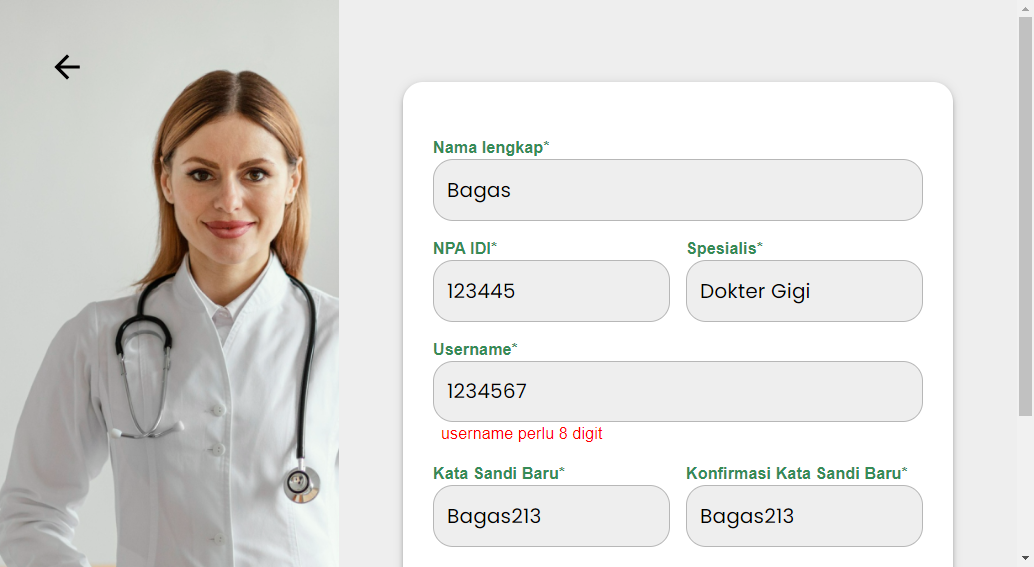 Nama lengkap*
Bagas
NPA IDI* Spesialis*
123445 Dokter Gigi
Username*
1234567
username perlu 8 digit
Kata Sandi Baru* Konfirmasi Kata Sandi Baru*
Bagas213 Bagas213